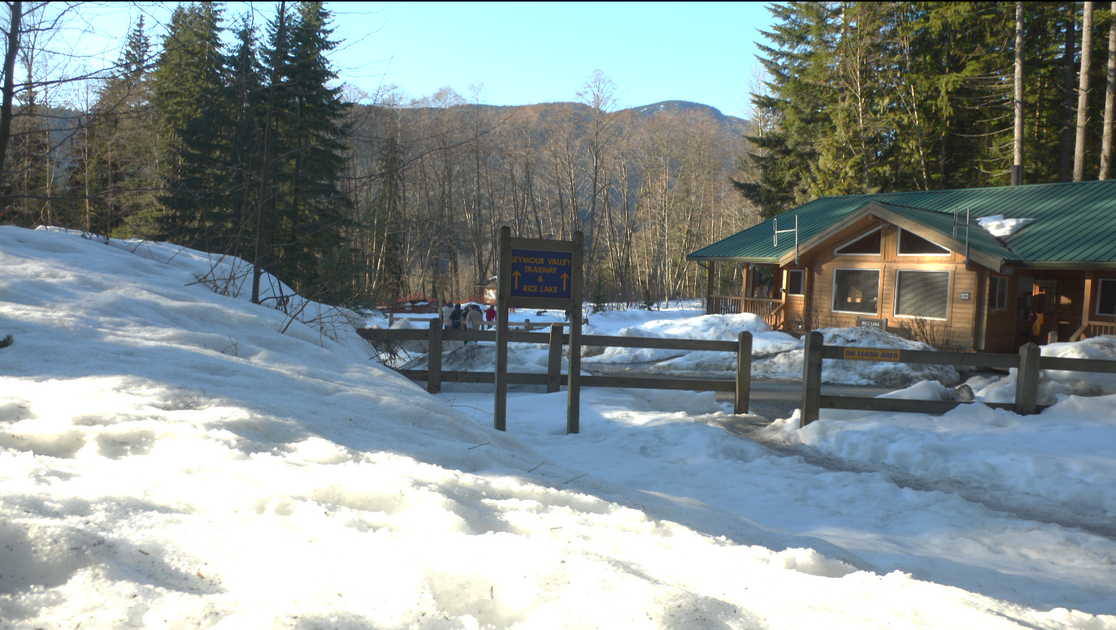 SEYMOUR VALLEY
TRAILWAY
&
RICE LAKE
ON LEASH AREA